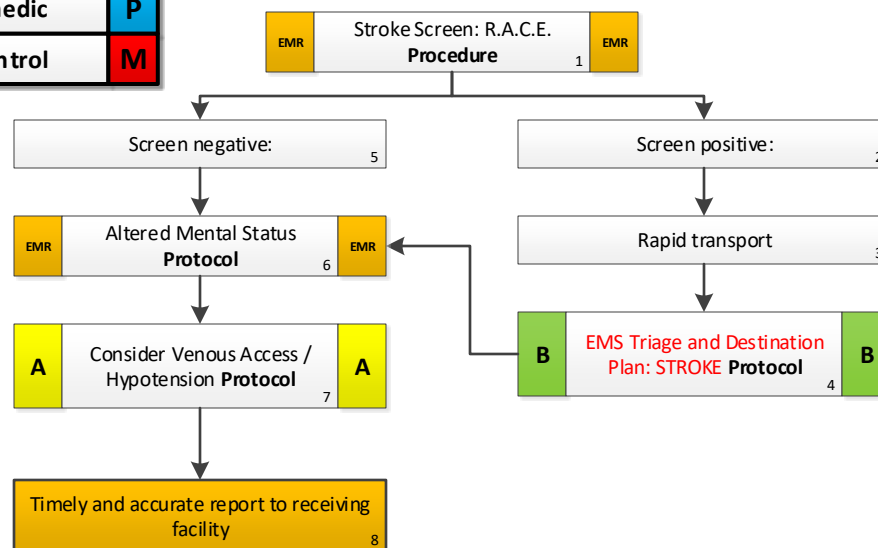 P
M
EMR
Stroke Screen: R.A.C.E.
Procedure
1
EMR
Screen negative:
5
Screen positive:
EMR
Altered Mental Status
Protocol
6
EMR
Rapid transport
A
Consider Venous Access /
Hypotension Protocol
7
A
B
EMS Triage and Destination
Plan: STROKE Protocol
4
B
Timely and accurate report to receiving
facility
8